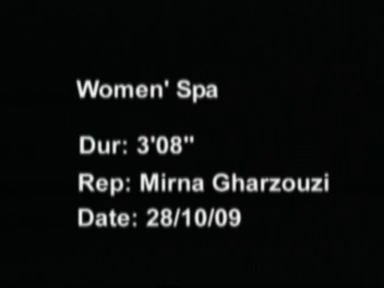 Women' Spa
Dur: 3'08"
Rep: Mirna Gharzouzi
Date: 28/10/09